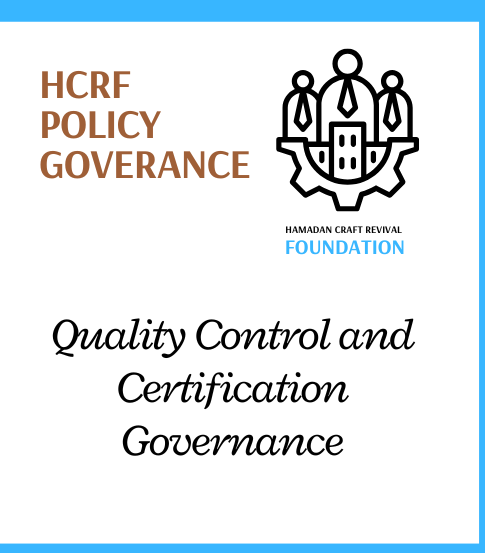 HCRF
POLICY
GOVERANCE
HAMADAN CRAFT REVIVAL
FOUNDATION
Quality Control and
Certification
Governance